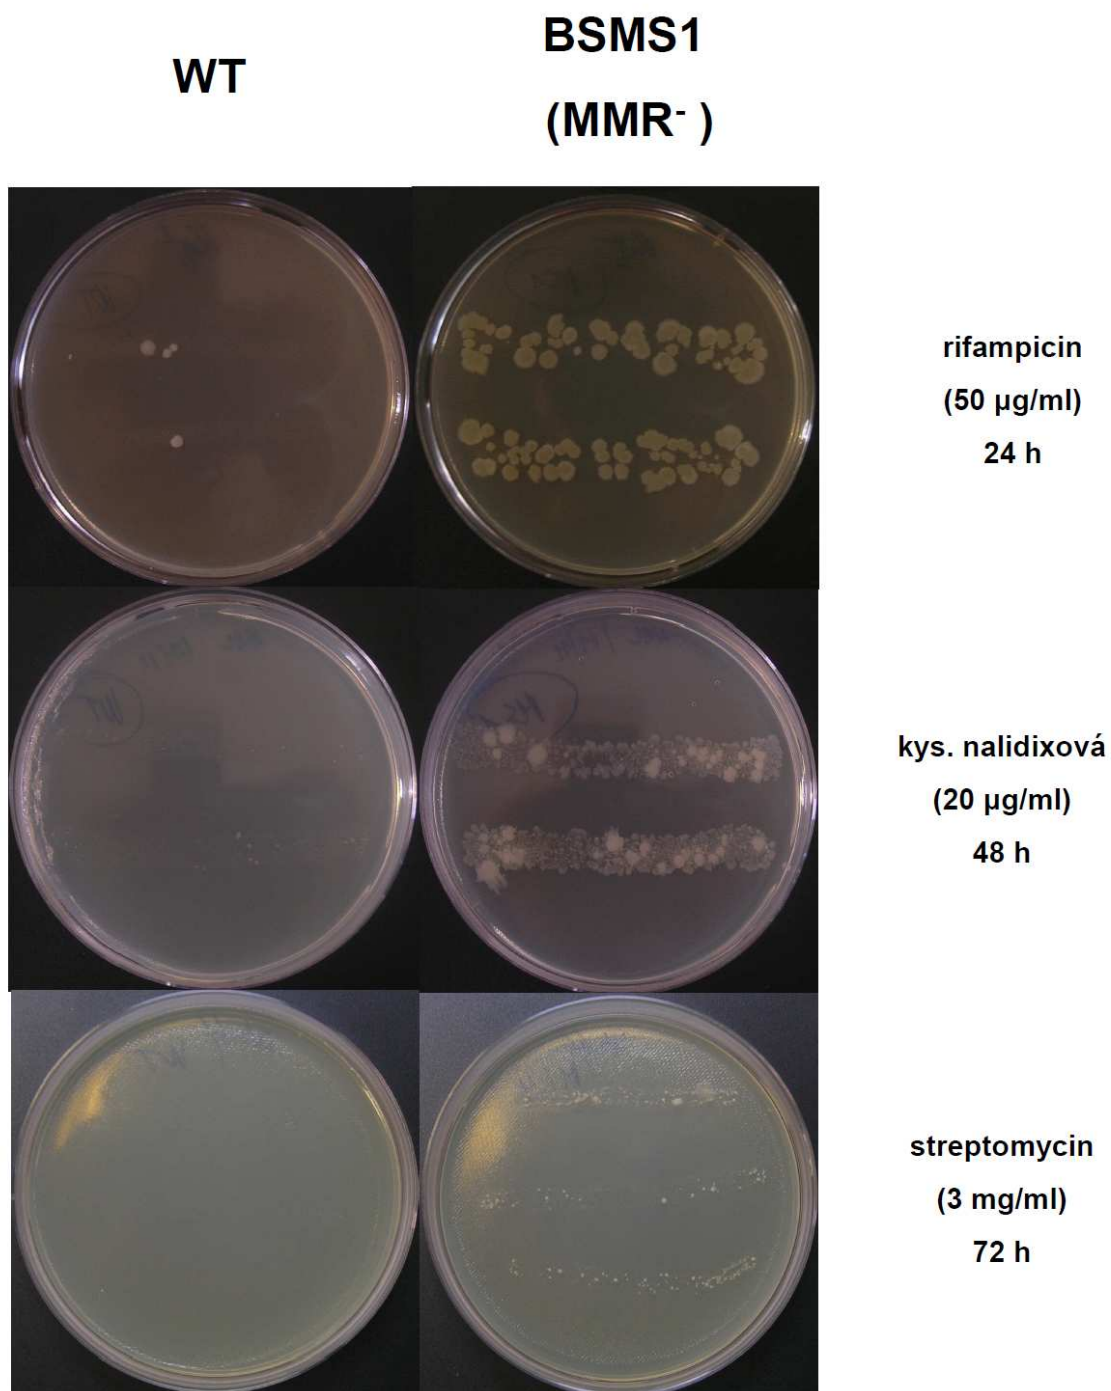 WT
BSMS1
(MMR⁻ )
rifampicin
(50 µg/ml)
24 h
WT
kys. nalidixová
(20 µg/ml)
48 h
streptomycin
(3 mg/ml)
72 h